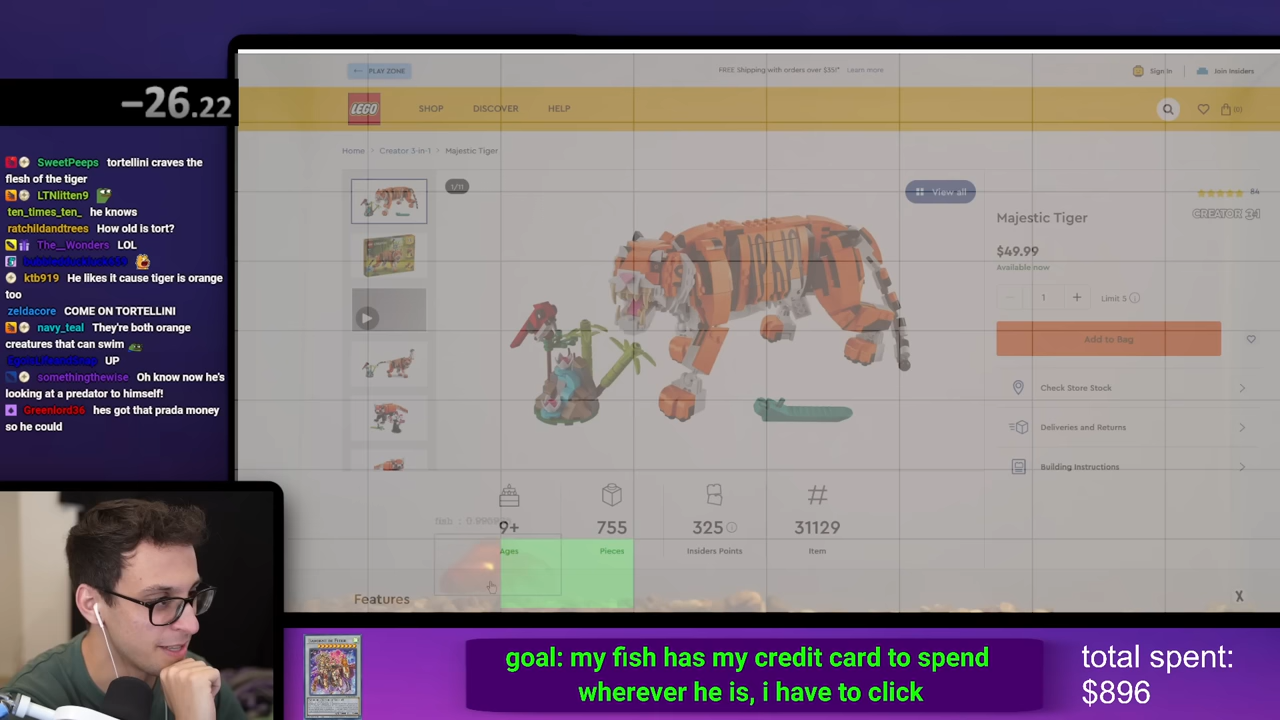 −26.22
SweetPeeps tortellini craves the
flesh of the tiger
LTNlitten9
ten_times_ten_ he knows
ratchildandtrees How old is tort?
The__Wonders LOL
ktb919 He likes it cause tiger is orange
too
zeldacore COME ON TORTELLINI
navy_teal They're both orange
creatures that can swim
UP
somethingthewise Oh know now he's
looking at a predator to himself!
Greenlord36 hes got that prada money
so he could
← PLAY ZONE
FREE Shipping with orders over $35!* Learn more
Sign In
Join Insiders
LEGO
SHOP
DISCOVER
HELP
(0)
Home > Creator 3-in-1 > Majestic Tiger
1/11
View all
84
CREATOR 3:1
Majestic Tiger
$49.99
Available now
− 1 +
Limit 5
Add to Bag
Check Store Stock
Deliveries and Returns
Building Instructions
9+
Ages
755
Pieces
325
Insiders Points
#
31129
Item
Features
X
goal: my fish has my credit card to spend
wherever he is, i have to click
total spent:
$896